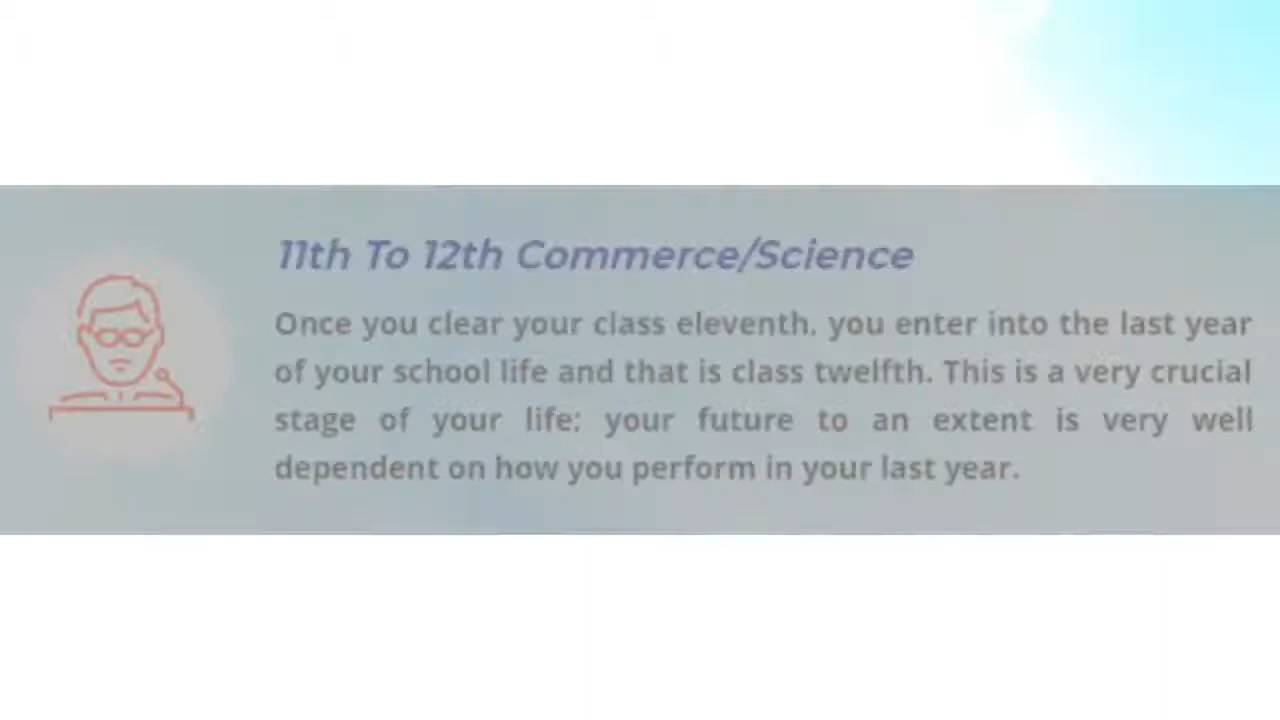 11th To 12th Commerce/Science
Once you clear your class eleventh, you enter into the last year
of your school life and that is class twelfth. This is a very crucial
stage of your life; your future to an extent is very well
dependent on how you perform in your last year.